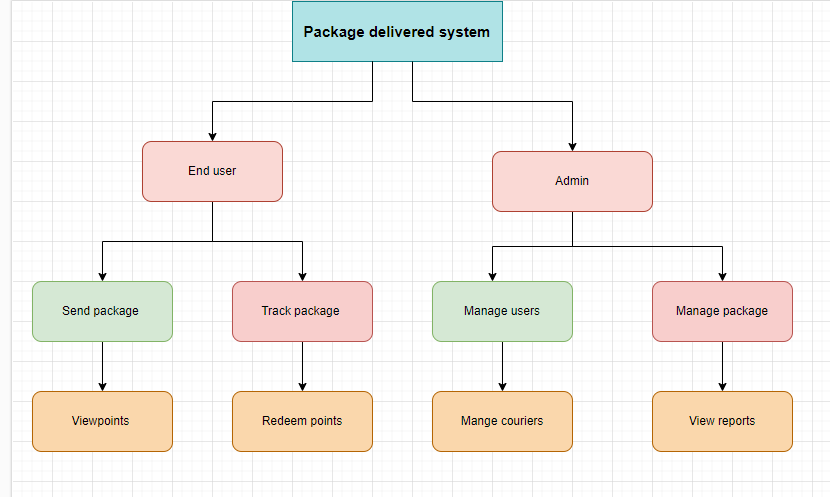 Package delivered system
End user
Admin
Send package
Track package
Manage users
Manage package
Viewpoints
Redeem points
Mange couriers
View reports